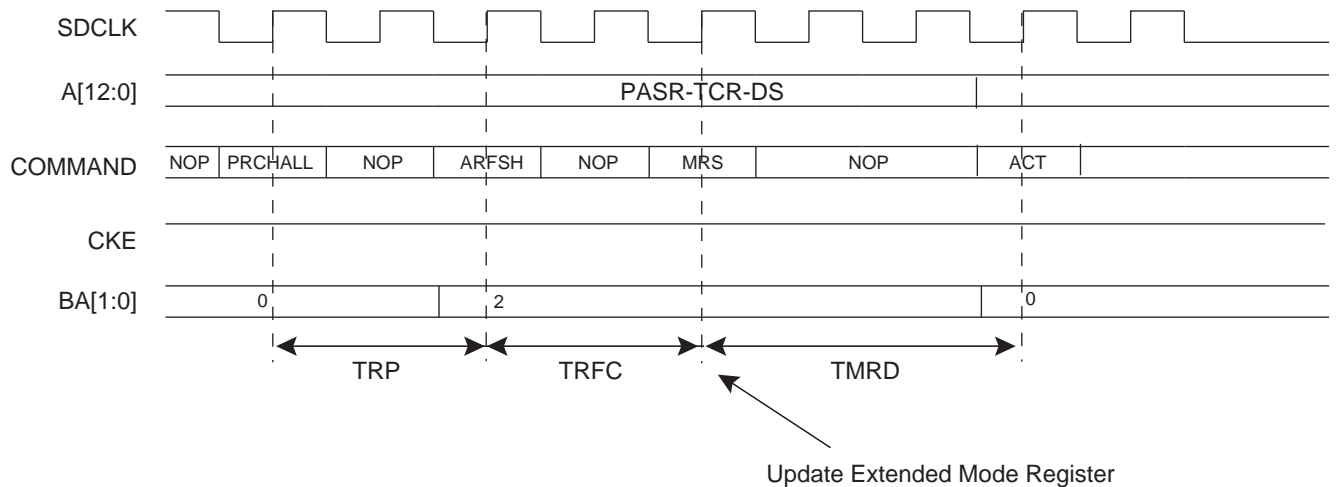 SDCLK
A[12:0] PASR-TCR-DS
COMMAND NOP PRCHALL NOP ARFSH NOP MRS NOP ACT
CKE
BA[1:0] 0 2 0
TRP TRFC TMRD
Update Extended Mode Register